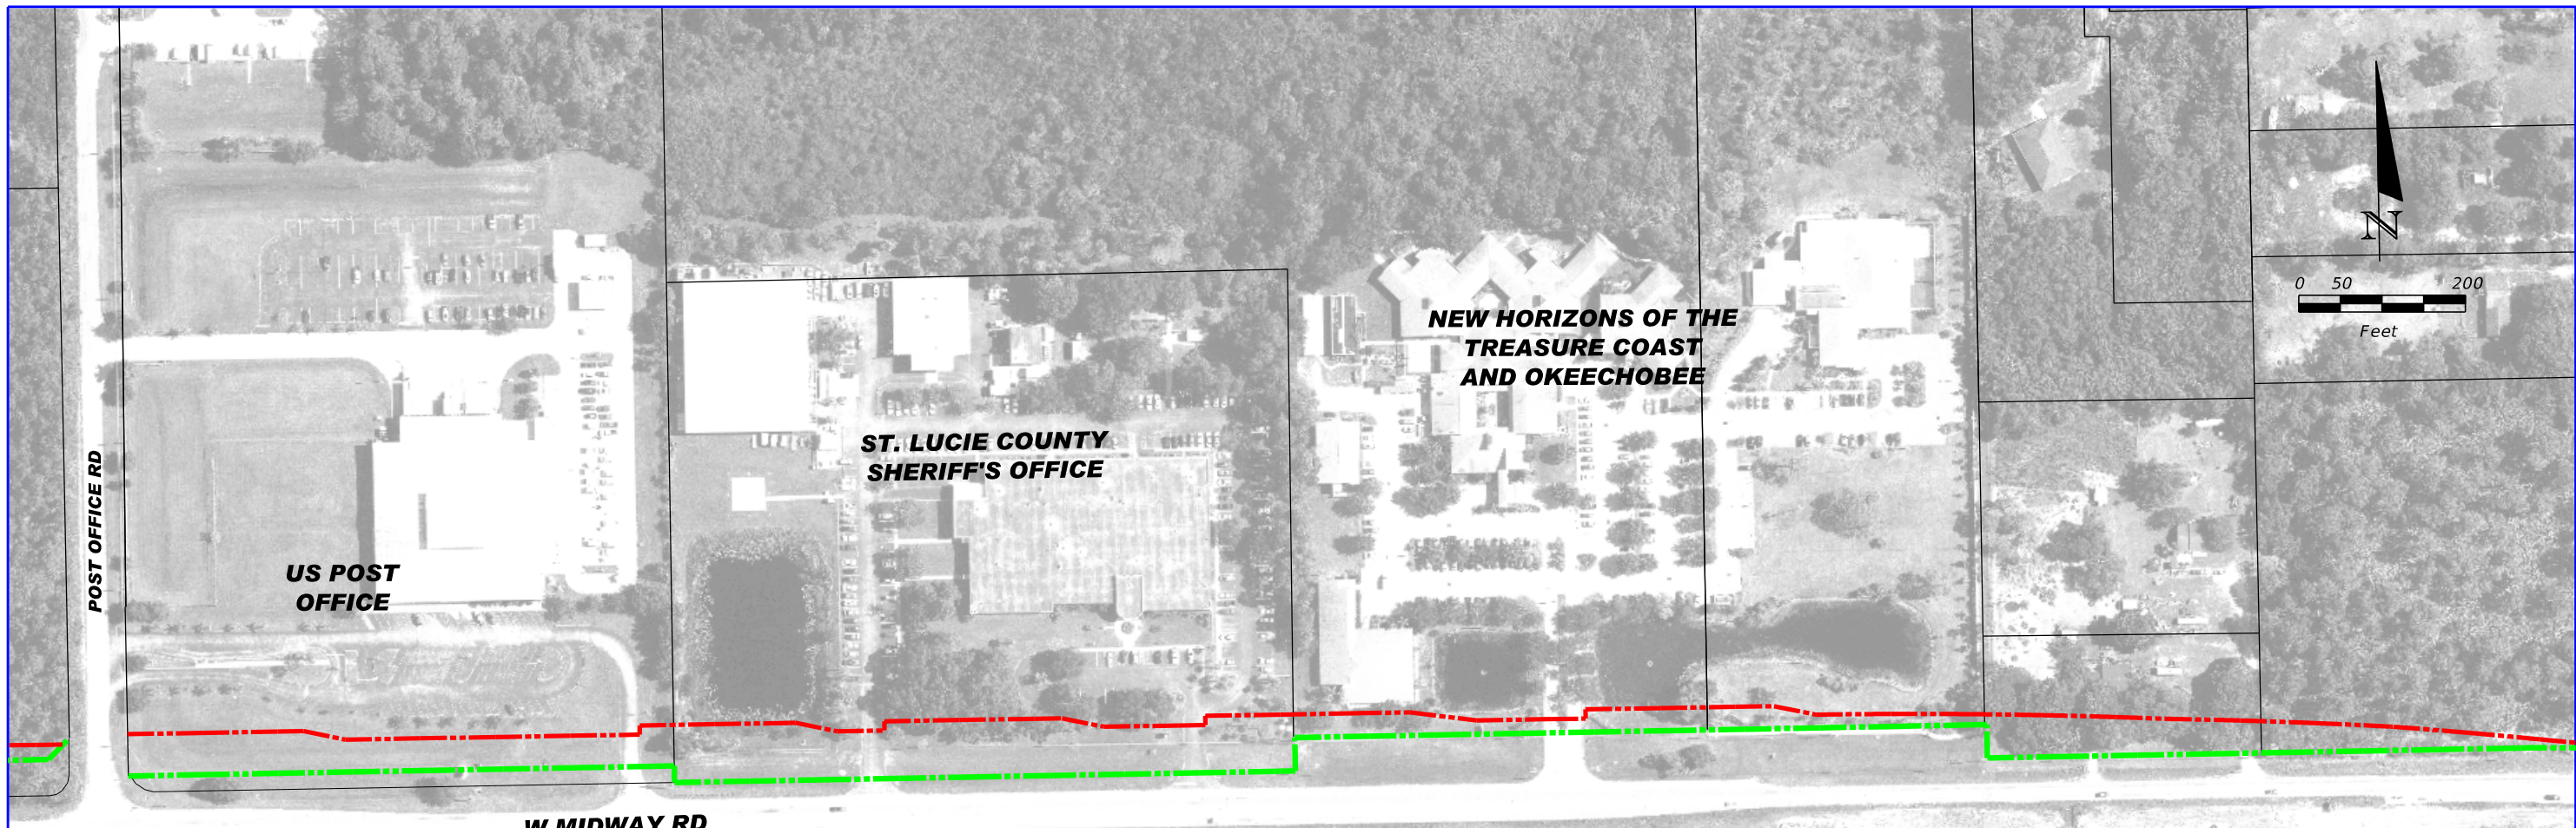 N
0 50 200
Feet
NEW HORIZONS OF THE
TREASURE COAST
AND OKEECHOBEE
ST. LUCIE COUNTY
SHERIFF'S OFFICE
POST OFFICE RD
US POST
OFFICE
W MIDWAY RD